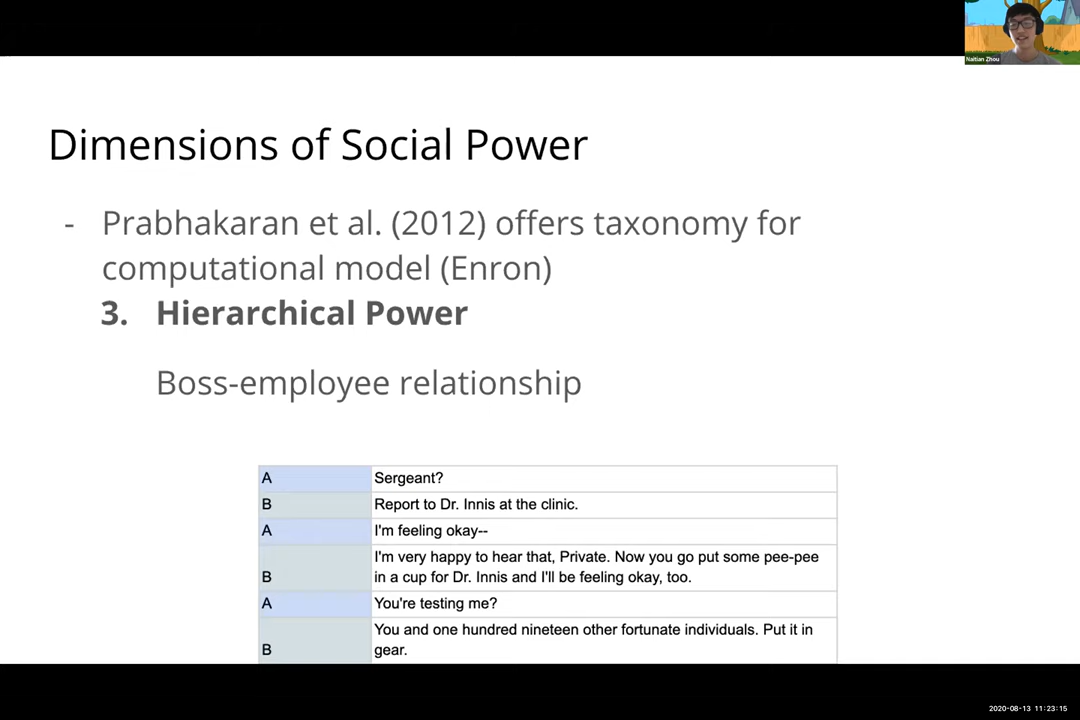 Naitian Zhou
Dimensions of Social Power
- Prabhakaran et al. (2012) offers taxonomy for
computational model (Enron)
3. Hierarchical Power
Boss-employee relationship
A Sergeant?
B Report to Dr. Innis at the clinic.
A I'm feeling okay--
I'm very happy to hear that, Private. Now you go put some pee-pee
B in a cup for Dr. Innis and I'll be feeling okay, too.
A You're testing me?
You and one hundred nineteen other fortunate individuals. Put it in
B gear.
2020-08-13 11:23:15